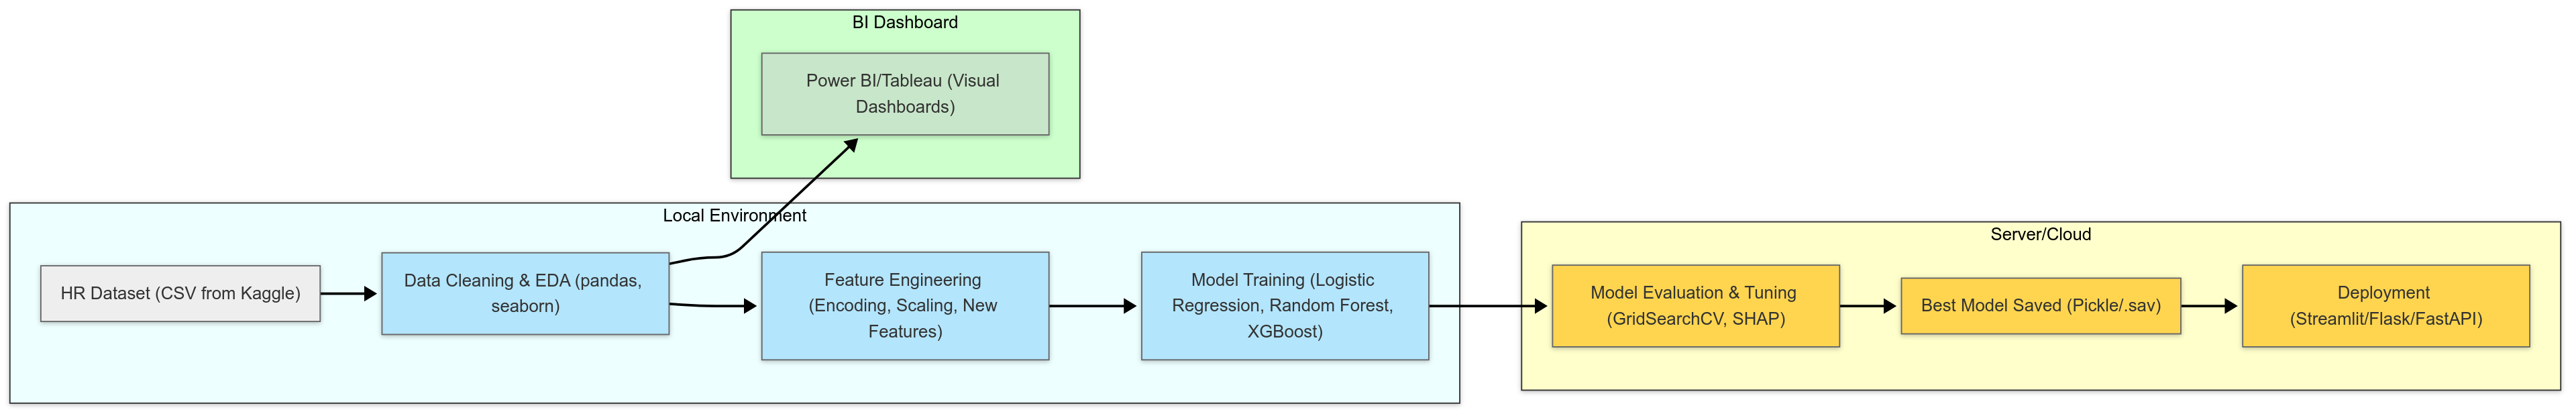 BI Dashboard
Power BI/Tableau (Visual
Dashboards)
Local Environment
HR Dataset (CSV from Kaggle)
Data Cleaning & EDA (pandas,
seaborn)
Feature Engineering
(Encoding, Scaling, New
Features)
Model Training (Logistic
Regression, Random Forest,
XGBoost)
Server/Cloud
Model Evaluation & Tuning
(GridSearchCV, SHAP)
Best Model Saved (Pickle/.sav)
Deployment
(Streamlit/Flask/FastAPI)